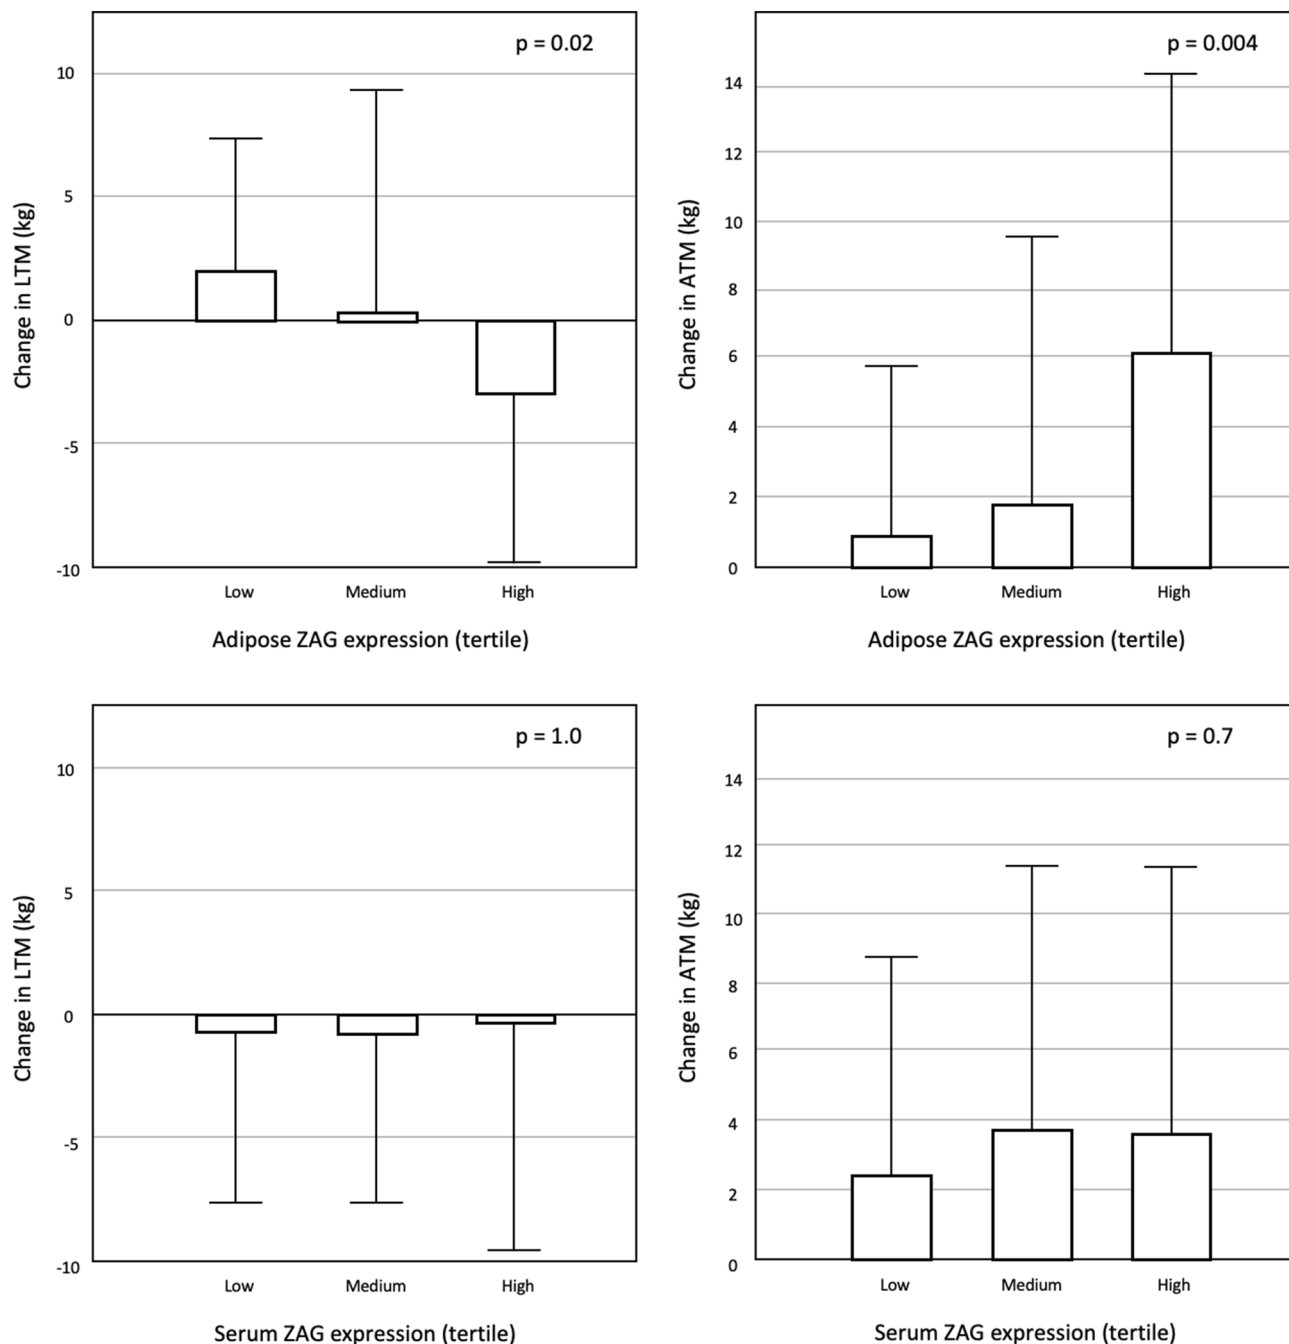 p = 0.02
Change in LTM (kg)
10
5
0
-5
-10
Low Medium High
Adipose ZAG expression (tertile)
p = 0.004
Change in ATM (kg)
14
12
10
8
6
4
2
0
Low Medium High
Adipose ZAG expression (tertile)
p = 1.0
Change in LTM (kg)
10
5
0
-5
-10
Low Medium High
Serum ZAG expression (tertile)
p = 0.7
Change in ATM (kg)
14
12
10
8
6
4
2
0
Low Medium High
Serum ZAG expression (tertile)